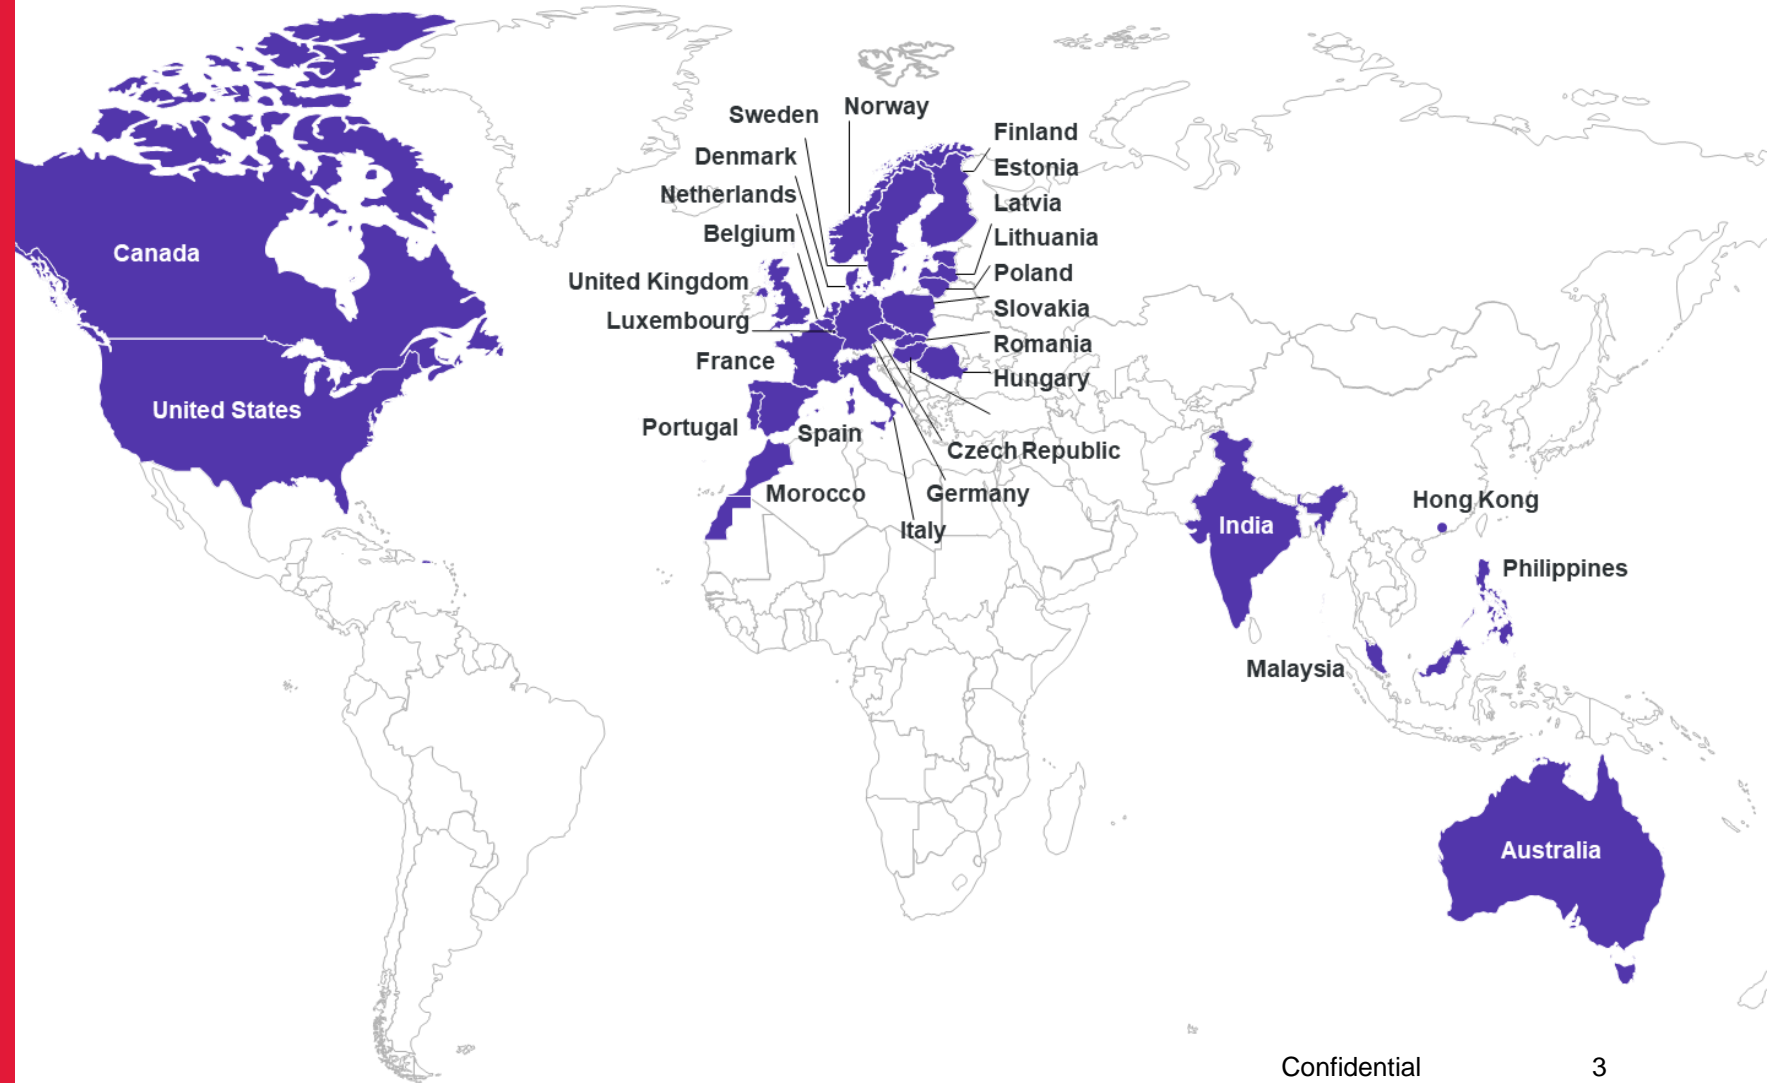 Norway
Sweden
Finland
Denmark
Estonia
Netherlands
Latvia
Belgium
Lithuania
Canada
Poland
United Kingdom
Slovakia
Luxembourg
Romania
France
Hungary
United States
Portugal
Spain
Czech Republic
Morocco
Germany
Hong Kong
India
Italy
Philippines
Malaysia
Australia
Confidential 3